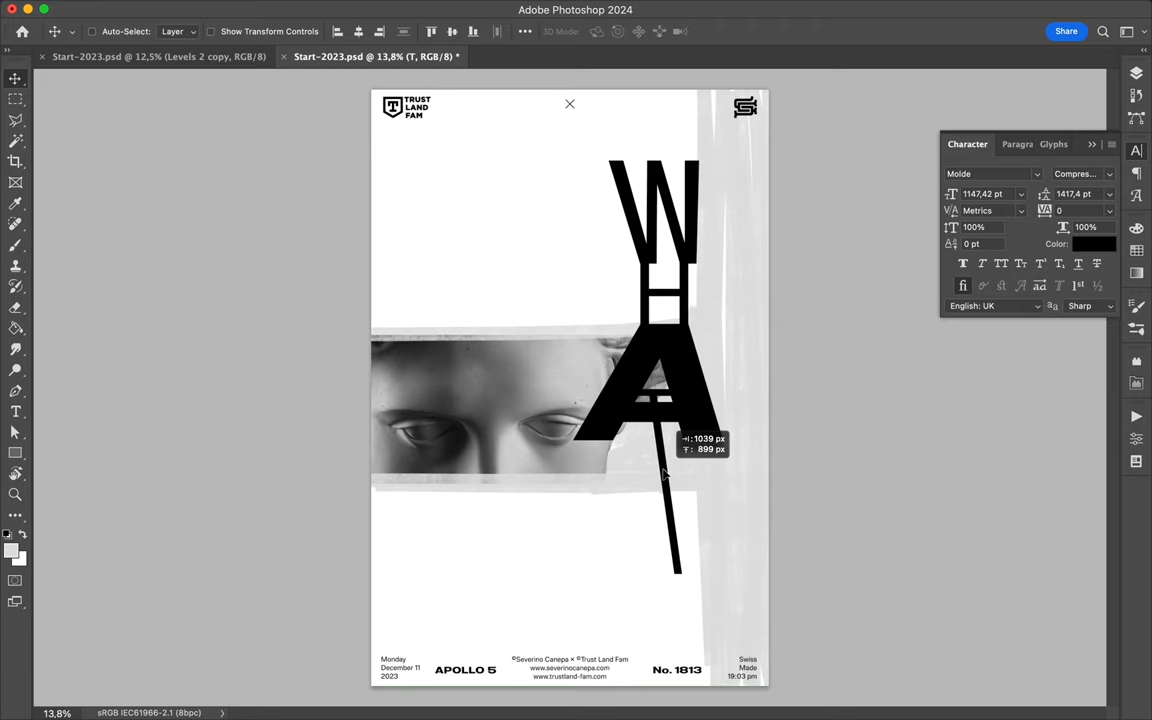 Adobe Photoshop 2024
Auto-Select: Layer Show Transform Controls 3D Mode: Share
Start-2023.psd @ 12,5% (Levels 2 copy, RGB/8) Start-2023.psd @ 13,8% (T, RGB/8) *
TRUST
LAND
FAM
W
H
A
T
1039 px
899 px
Monday
December 11
2023
APOLLO 5
©Severino Canepa × ©Trust Land Fam
www.severinocanepa.com
www.trustland-fam.com
No. 1813
Swiss
Made
19:03 pm
Character Paragra Glyphs
Molde Compres...
1147,42 pt 1417,4 pt
Metrics 0
100% 100%
0 pt Color:
English: UK Sharp
13,8% sRGB IEC61966-2.1 (8bpc)